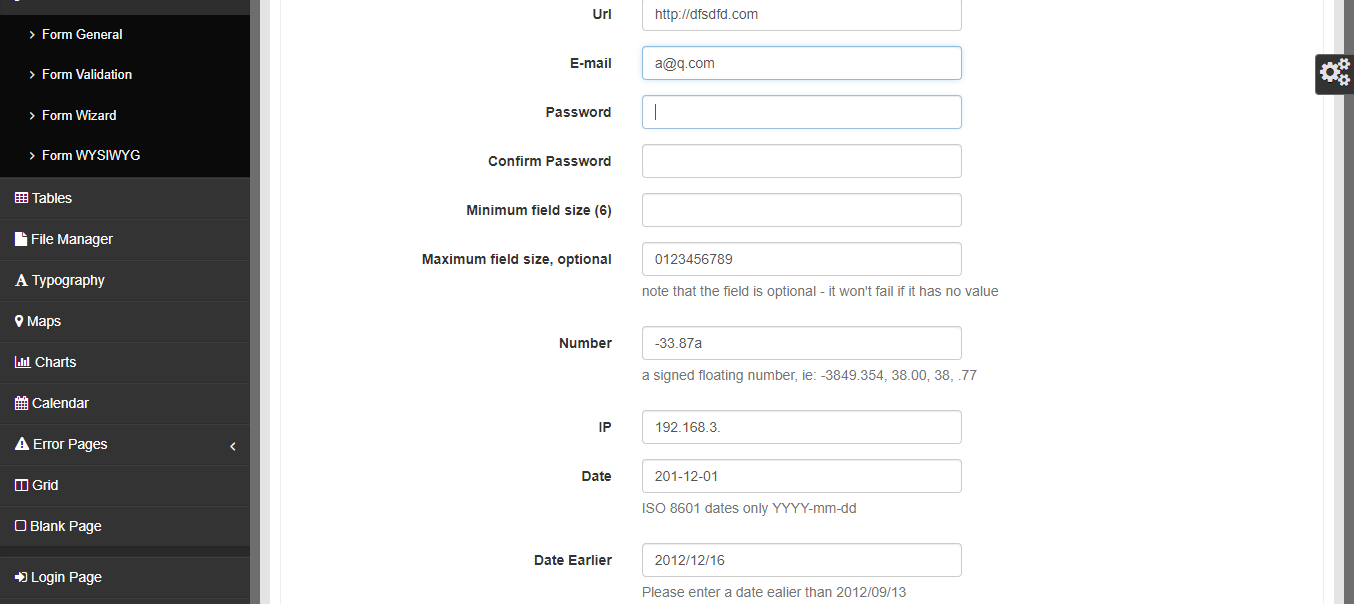 Form General
Form Validation
Form Wizard
Form WYSIWYG
Tables
File Manager
Typography
Maps
Charts
Calendar
Error Pages
Grid
Blank Page
Login Page
Url http://dfsdfd.com
E-mail a@q.com
Password
Confirm Password
Minimum field size (6)
Maximum field size, optional 0123456789
note that the field is optional - it won't fail if it has no value
Number -33.87a
a signed floating number, ie: -3849.354, 38.00, 38, .77
IP 192.168.3.
Date 201-12-01
ISO 8601 dates only YYYY-mm-dd
Date Earlier 2012/12/16
Please enter a date ealier than 2012/09/13